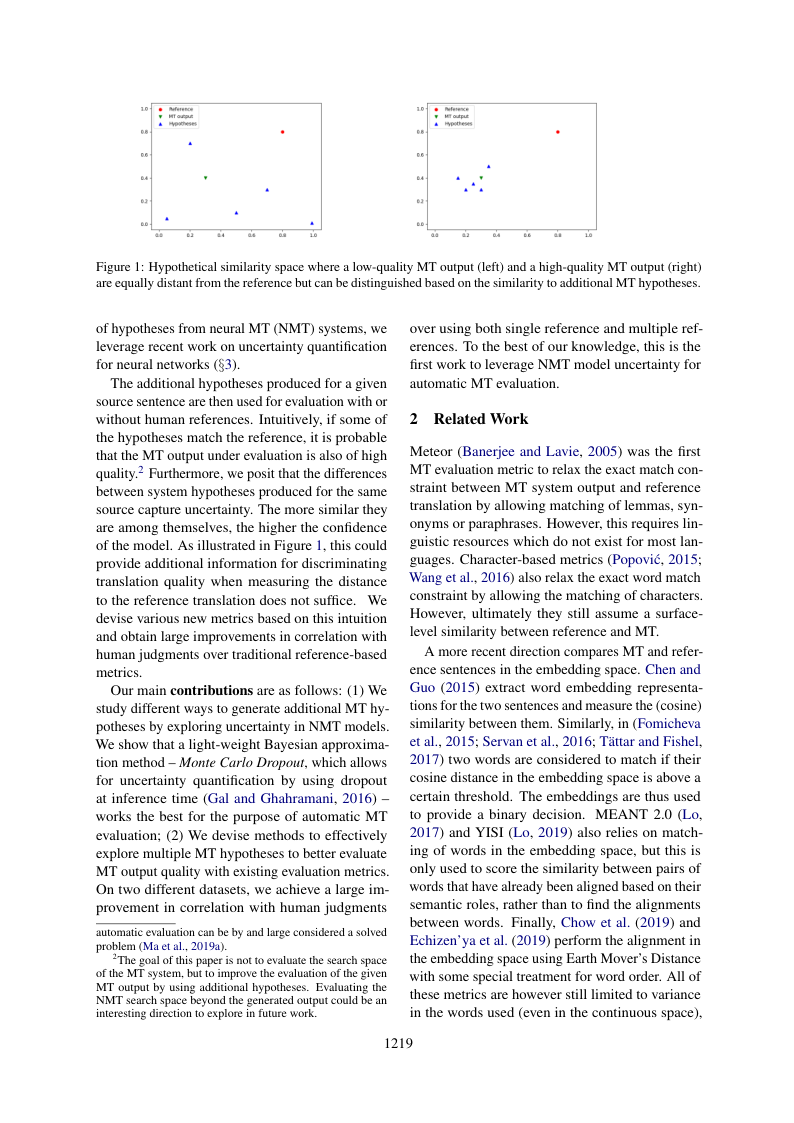 1.0
0.8
0.6
0.4
0.2
0.0
0.0 0.2 0.4 0.6 0.8 1.0
Reference
MT output
Hypotheses
1.0
0.8
0.6
0.4
0.2
0.0
0.0 0.2 0.4 0.6 0.8 1.0
Reference
MT output
Hypotheses
Figure 1: Hypothetical similarity space where a low-quality MT output (left) and a high-quality MT output (right)
are equally distant from the reference but can be distinguished based on the similarity to additional MT hypotheses.
of hypotheses from neural MT (NMT) systems, we
leverage recent work on uncertainty quantification
for neural networks (§3).
The additional hypotheses produced for a given
source sentence are then used for evaluation with or
without human references. Intuitively, if some of
the hypotheses match the reference, it is probable
that the MT output under evaluation is also of high
quality.2 Furthermore, we posit that the differences
between system hypotheses produced for the same
source capture uncertainty. The more similar they
are among themselves, the higher the confidence
of the model. As illustrated in Figure 1, this could
provide additional information for discriminating
translation quality when measuring the distance
to the reference translation does not suffice. We
devise various new metrics based on this intuition
and obtain large improvements in correlation with
human judgments over traditional reference-based
metrics.
Our main contributions are as follows: (1) We
study different ways to generate additional MT hy-
potheses by exploring uncertainty in NMT models.
We show that a light-weight Bayesian approxima-
tion method – Monte Carlo Dropout, which allows
for uncertainty quantification by using dropout
at inference time (Gal and Ghahramani, 2016) –
works the best for the purpose of automatic MT
evaluation; (2) We devise methods to effectively
explore multiple MT hypotheses to better evaluate
MT output quality with existing evaluation metrics.
On two different datasets, we achieve a large im-
provement in correlation with human judgments
automatic evaluation can be by and large considered a solved
problem (Ma et al., 2019a).
2The goal of this paper is not to evaluate the search space
of the MT system, but to improve the evaluation of the given
MT output by using additional hypotheses. Evaluating the
NMT search space beyond the generated output could be an
interesting direction to explore in future work.
over using both single reference and multiple ref-
erences. To the best of our knowledge, this is the
first work to leverage NMT model uncertainty for
automatic MT evaluation.
2 Related Work
Meteor (Banerjee and Lavie, 2005) was the first
MT evaluation metric to relax the exact match con-
straint between MT system output and reference
translation by allowing matching of lemmas, syn-
onyms or paraphrases. However, this requires lin-
guistic resources which do not exist for most lan-
guages. Character-based metrics (Popović, 2015;
Wang et al., 2016) also relax the exact word match
constraint by allowing the matching of characters.
However, ultimately they still assume a surface-
level similarity between reference and MT.
A more recent direction compares MT and refer-
ence sentences in the embedding space. Chen and
Guo (2015) extract word embedding representa-
tions for the two sentences and measure the (cosine)
similarity between them. Similarly, in (Fomicheva
et al., 2015; Servan et al., 2016; Tättar and Fishel,
2017) two words are considered to match if their
cosine distance in the embedding space is above a
certain threshold. The embeddings are thus used
to provide a binary decision. MEANT 2.0 (Lo,
2017) and YISI (Lo, 2019) also relies on match-
ing of words in the embedding space, but this is
only used to score the similarity between pairs of
words that have already been aligned based on their
semantic roles, rather than to find the alignments
between words. Finally, Chow et al. (2019) and
Echizen'ya et al. (2019) perform the alignment in
the embedding space using Earth Mover's Distance
with some special treatment for word order. All of
these metrics are however still limited to variance
in the words used (even in the continuous space),
1219